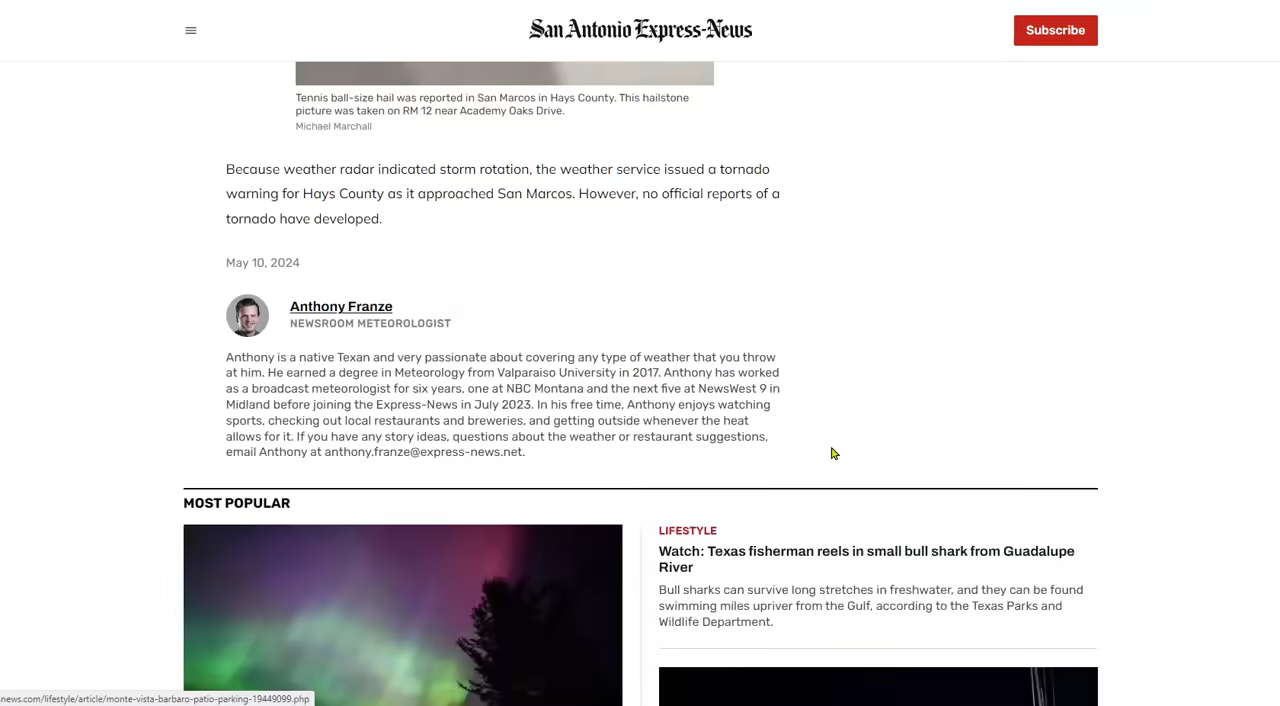 San Antonio Express-News
Subscribe
Tennis ball-size hail was reported in San Marcos in Hays County. This hailstone
picture was taken on RM 12 near Academy Oaks Drive.
Michael Marchall
Because weather radar indicated storm rotation, the weather service issued a tornado
warning for Hays County as it approached San Marcos. However, no official reports of a
tornado have developed.
May 10, 2024
Anthony Franze
NEWSROOM METEOROLOGIST
Anthony is a native Texan and very passionate about covering any type of weather that you throw
at him. He earned a degree in Meteorology from Valparaiso University in 2017. Anthony has worked
as a broadcast meteorologist for six years, one at NBC Montana and the next five at NewsWest 9 in
Midland before joining the Express-News in July 2023. In his free time, Anthony enjoys watching
sports, checking out local restaurants and breweries, and getting outside whenever the heat
allows for it. If you have any story ideas, questions about the weather or restaurant suggestions,
email Anthony at anthony.franze@express-news.net.
MOST POPULAR
LIFESTYLE
Watch: Texas fisherman reels in small bull shark from Guadalupe
River
Bull sharks can survive long stretches in freshwater, and they can be found
swimming miles upriver from the Gulf, according to the Texas Parks and
Wildlife Department.
news.com/lifestyle/article/monte-vista-barbaro-patio-parking-19449099.php